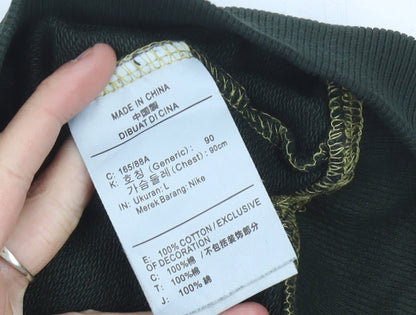 MADE IN CHINA
中國製
DIBUAT DI CINA
C: 165/88A
K: 호칭 (Generic): 90
가슴둘레(Chest): 90cm
IN: Ukuran: L
Merek Barang: Nike
E: 100% COTTON / EXCLUSIVE
OF DECORATION
C: 100%棉/不包括装饰部分
T: 100%棉
J: 100% 綿